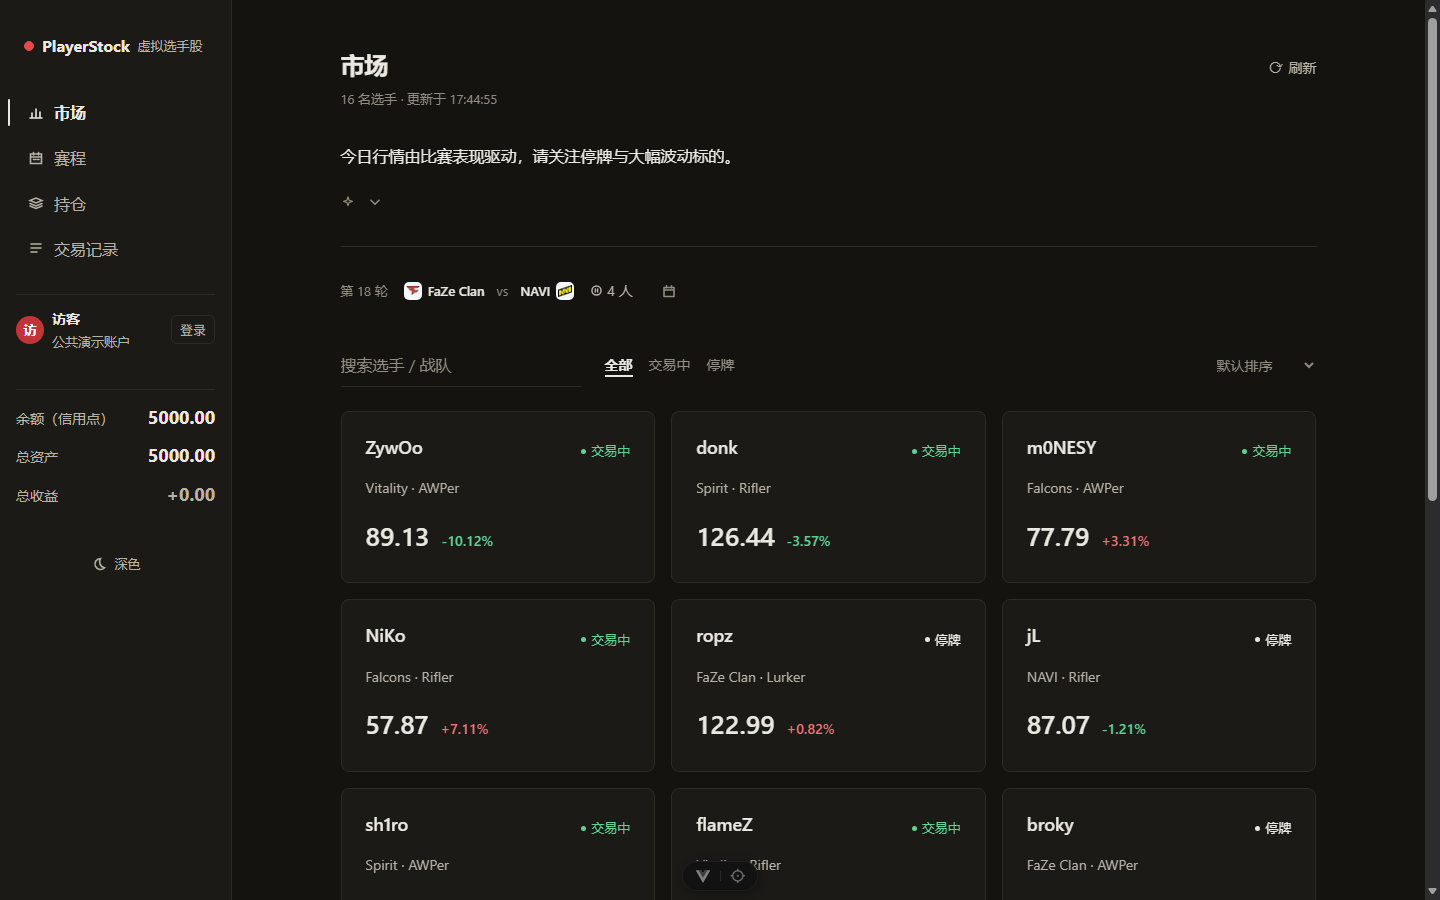 PlayerStock 虚拟选手股
市场
赛程
持仓
交易记录
访
访客
公共演示账户
登录
余额（信用点） 5000.00
总资产 5000.00
总收益 +0.00
深色
市场
刷新
16 名选手 · 更新于 17:44:55
今日行情由比赛表现驱动，请关注停牌与大幅波动标的。
第 18 轮 FaZe Clan vs NAVI 4 人
搜索选手 / 战队 全部 交易中 停牌 默认排序
ZywOo 交易中
Vitality · AWPer
89.13 -10.12%
donk 交易中
Spirit · Rifler
126.44 -3.57%
m0NESY 交易中
Falcons · AWPer
77.79 +3.31%
NiKo 交易中
Falcons · Rifler
57.87 +7.11%
ropz 停牌
FaZe Clan · Lurker
122.99 +0.82%
jL 停牌
NAVI · Rifler
87.07 -1.21%
sh1ro 交易中
Spirit · AWPer
flameZ 交易中
Rifler
broky 停牌
FaZe Clan · AWPer